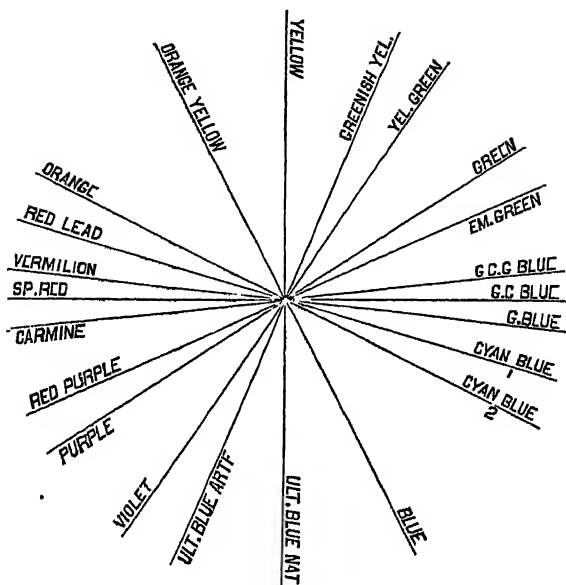 YELLOW
GREENISH YEL.
YEL. GREEN
GREEN
EM. GREEN
G C.G BLUE
G.C BLUE
G.BLUE
CYAN BLUE
1
CYAN BLUE
2
BLUE
ULT. BLUE NAT
ULT. BLUE ARTF
VIOLET
PURPLE
RED PURPLE
CARMINE
SP.RED
VERMILION
RED LEAD
ORANGE
ORANGE YELLOW